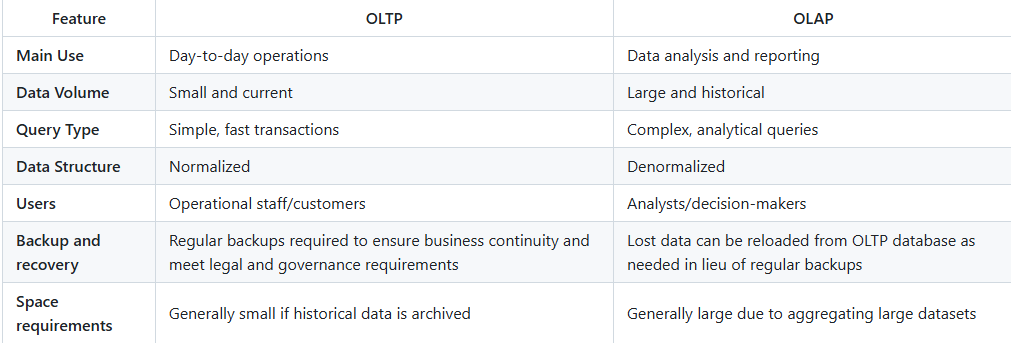 Feature OLTP OLAP
Main Use Day-to-day operations Data analysis and reporting
Data Volume Small and current Large and historical
Query Type Simple, fast transactions Complex, analytical queries
Data Structure Normalized Denormalized
Users Operational staff/customers Analysts/decision-makers
Backup and Regular backups required to ensure business continuity and Lost data can be reloaded from OLTP database as
recovery meet legal and governance requirements needed in lieu of regular backups
Space
requirements Generally small if historical data is archived Generally large due to aggregating large datasets